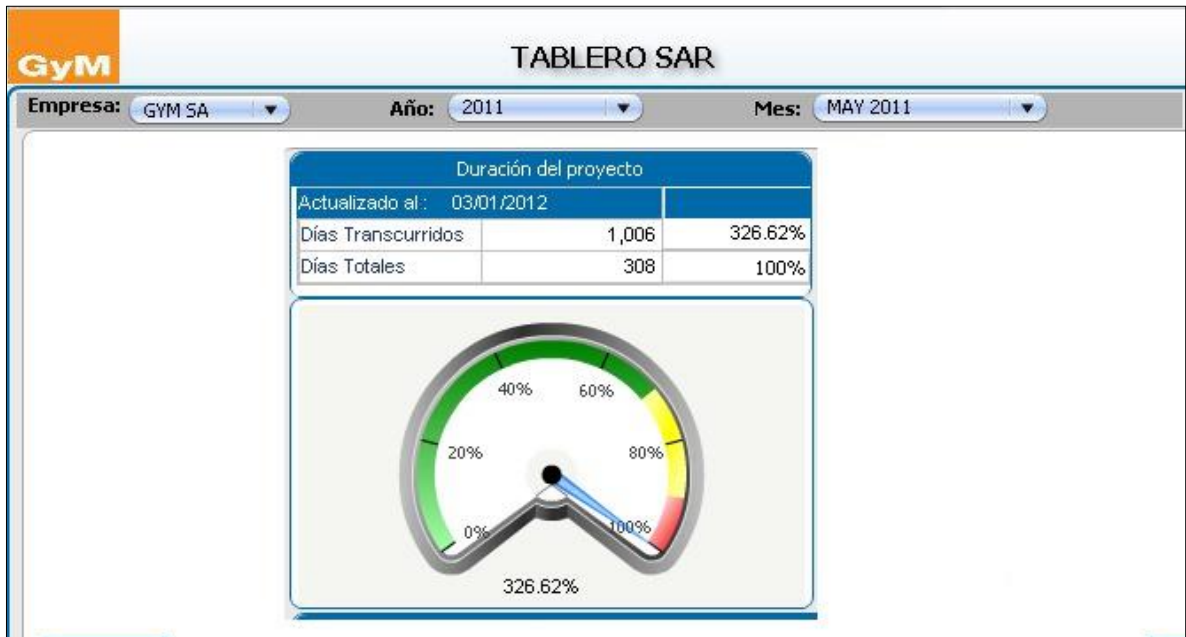 GyM
TABLERO SAR
Empresa: GYM SA Año: 2011 Mes: MAY 2011
Duración del proyecto
Actualizado al : 03/01/2012
Días Transcurridos 1,006 326.62%
Días Totales 308 100%
40% 60%
20% 80%
0% 100%
326.62%